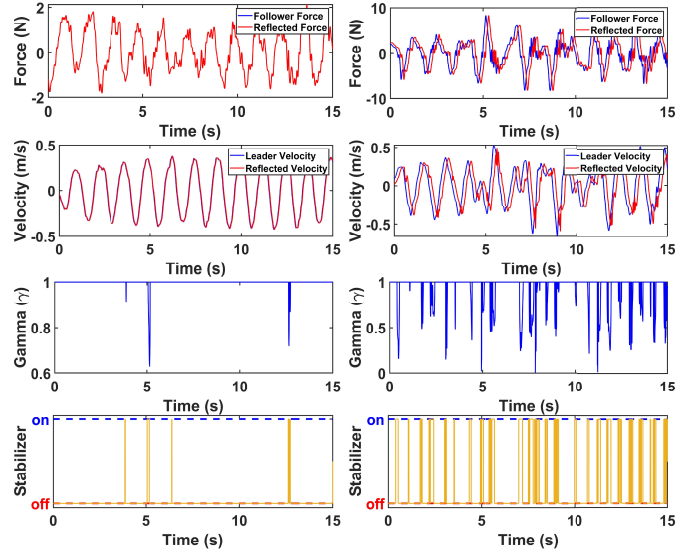 Force (N)
2
0
-2
Follower Force
Reflected Force
0
5
10
15
Time (s)
Force (N)
10
0
-10
Follower Force
Reflected Force
0
5
10
15
Time (s)
Velocity (m/s)
0.5
0
-0.5
Leader Velocity
Reflected Velocity
0
5
10
15
Time (s)
Velocity (m/s)
0.5
0
-0.5
Leader Velocity
Reflected Velocity
0
5
10
15
Time (s)
Gamma (γ)
1
0.8
0.6
0
5
10
15
Time (s)
Gamma (γ)
1
0.5
0
0
5
10
15
Time (s)
Stabilizer
on
off
0
5
10
15
Time (s)
Stabilizer
on
off
0
5
10
15
Time (s)